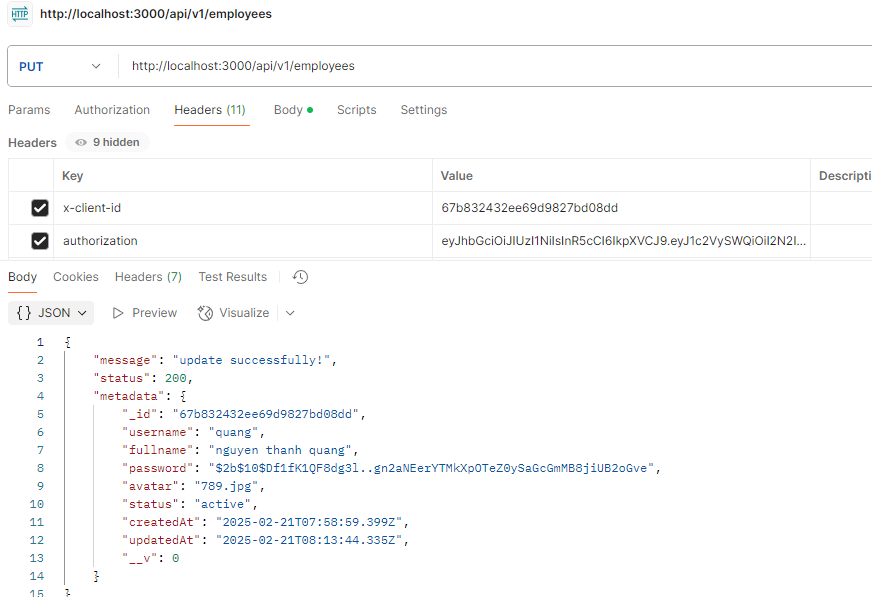 HTTP http://localhost:3000/api/v1/employees
PUT http://localhost:3000/api/v1/employees
Params Authorization Headers (11) Body Scripts Settings
Headers 9 hidden
Key Value Descripti
x-client-id 67b832432ee69d9827bd08dd
authorization eyJhbGciOiJIUzI1NiIsInR5cCI6IkpXVCJ9.eyJ1c2VySWQiOiI2N2I...
Body Cookies Headers (7) Test Results
{} JSON Preview Visualize
1 {
2 "message": "update successfully!",
3 "status": 200,
4 "metadata": {
5 "_id": "67b832432ee69d9827bd08dd",
6 "username": "quang",
7 "fullname": "nguyen thanh quang",
8 "password": "$2b$10$Df1fK1QF8dg3l..gn2aNEerYTMkXpOTeZ0ySaGcGmMB8jiUB2oGve",
9 "avatar": "789.jpg",
10 "status": "active",
11 "createdAt": "2025-02-21T07:58:59.399Z",
12 "updatedAt": "2025-02-21T08:13:44.335Z",
13 "__v": 0
14 }
15 }